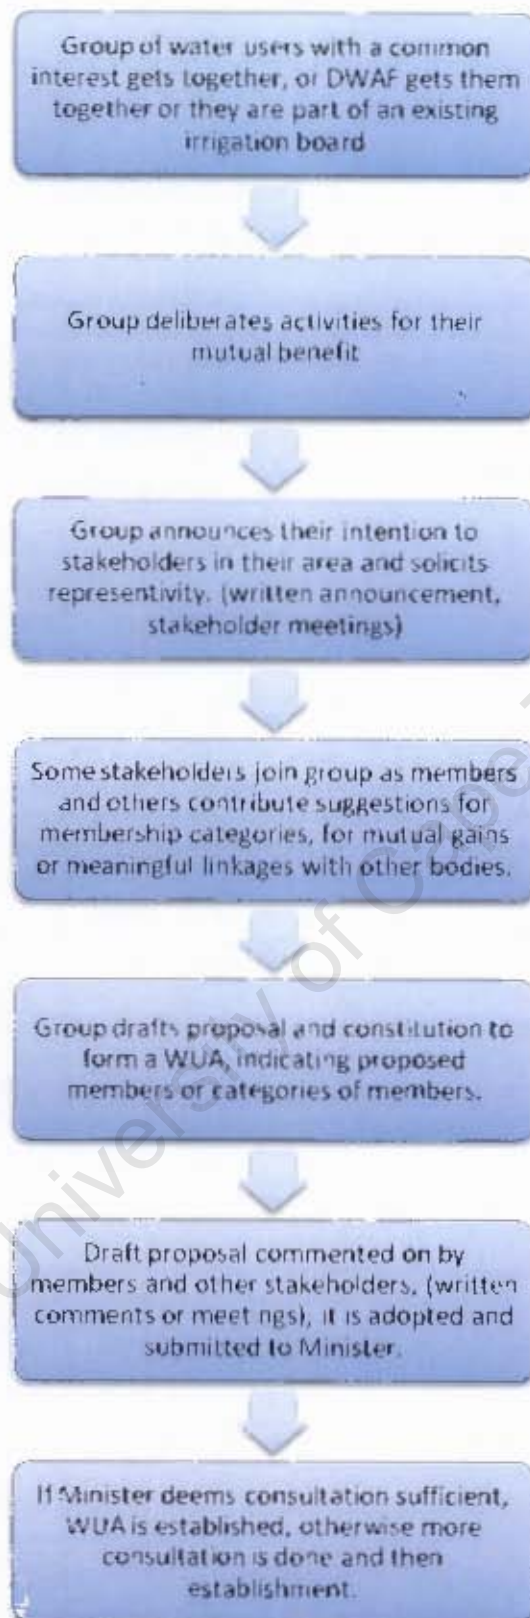 Group of water users with a common
interest gets together, or DWAF gets them
together or they are part of an existing
irrigation board
Group deliberates activities for their
mutual benefit
Group announces their intention to
stakeholders in their area and solicits
representivity. (written announcement,
stakeholder meetings)
Some stakeholders join group as members
and others contribute suggestions for
membership categories, for mutual gains
or meaningful linkages with other bodies.
Group drafts proposal and constitution to
form a WUA, indicating proposed
members or categories of members.
Draft proposal commented on by
members and other stakeholders, (written
comments or meet ngs), it is adopted and
submitted to Minister.
If Minister deems consultation sufficient,
WUA is established, otherwise more
consultation is done and then
establishment.
University of Cape T